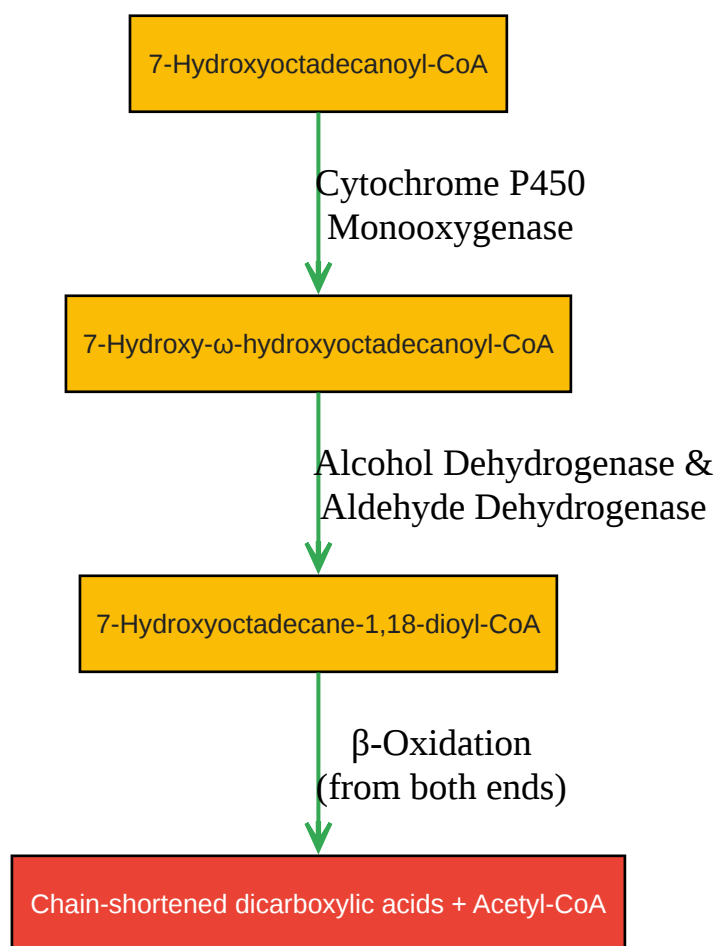 7-Hydroxyoctadecanoyl-CoA
Cytochrome P450
Monooxygenase
7-Hydroxy-ω-hydroxyoctadecanoyl-CoA
Alcohol Dehydrogenase &
Aldehyde Dehydrogenase
7-Hydroxyoctadecane-1,18-dioyl-CoA
β-Oxidation
(from both ends)
Chain-shortened dicarboxylic acids + Acetyl-CoA